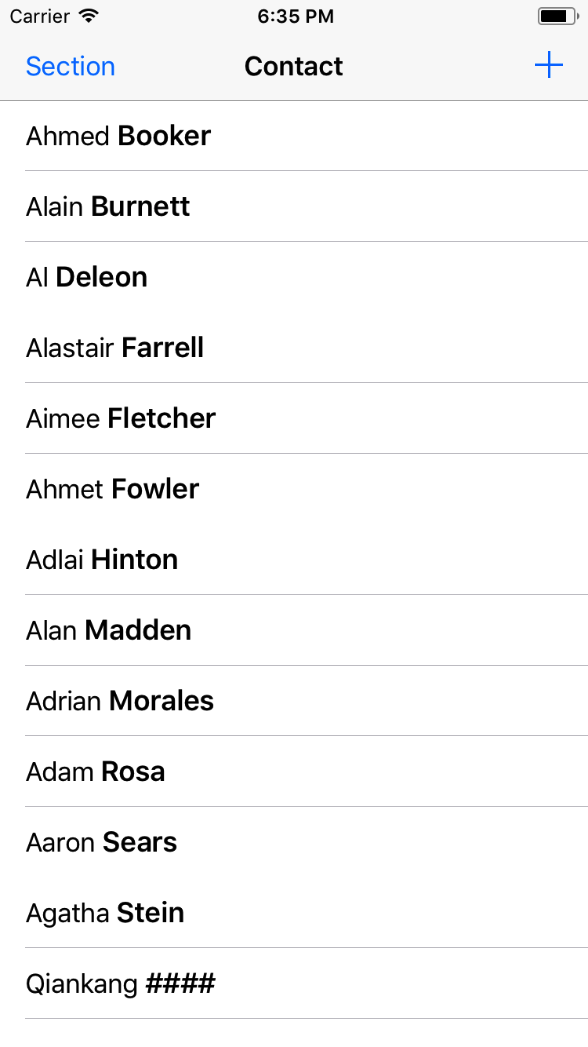 Carrier 6:35 PM
Section Contact +
Ahmed Booker
Alain Burnett
Al Deleon
Alastair Farrell
Aimee Fletcher
Ahmet Fowler
Adlai Hinton
Alan Madden
Adrian Morales
Adam Rosa
Aaron Sears
Agatha Stein
Qiankang ####